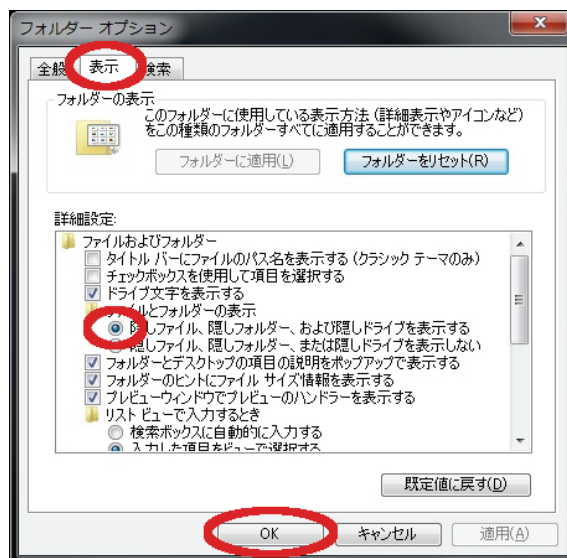 フォルダー オプション
全般 表示 検索
フォルダーの表示
このフォルダーに使用している表示方法 (詳細表示やアイコンなど)
をこの種類のフォルダーすべてに適用することができます。
フォルダーに適用(L) フォルダーをリセット(R)
詳細設定:
ファイルおよびフォルダー
タイトル バーにファイルのパス名を表示する (クラシック テーマのみ)
チェックボックスを使用して項目を選択する
ドライブ文字を表示する
ファイルとフォルダーの表示
隠しファイル、隠しフォルダー、および隠しドライブを表示する
隠しファイル、隠しフォルダー、または隠しドライブを表示しない
フォルダーとデスクトップの項目の説明をポップアップで表示する
フォルダーのヒントにファイル サイズ情報を表示する
プレビューウィンドウでプレビューのハンドラーを表示する
リスト ビューで入力するとき
検索ボックスに自動的に入力する
入力した項目をビューで選択する
既定値に戻す(D)
OK キャンセル 適用(A)